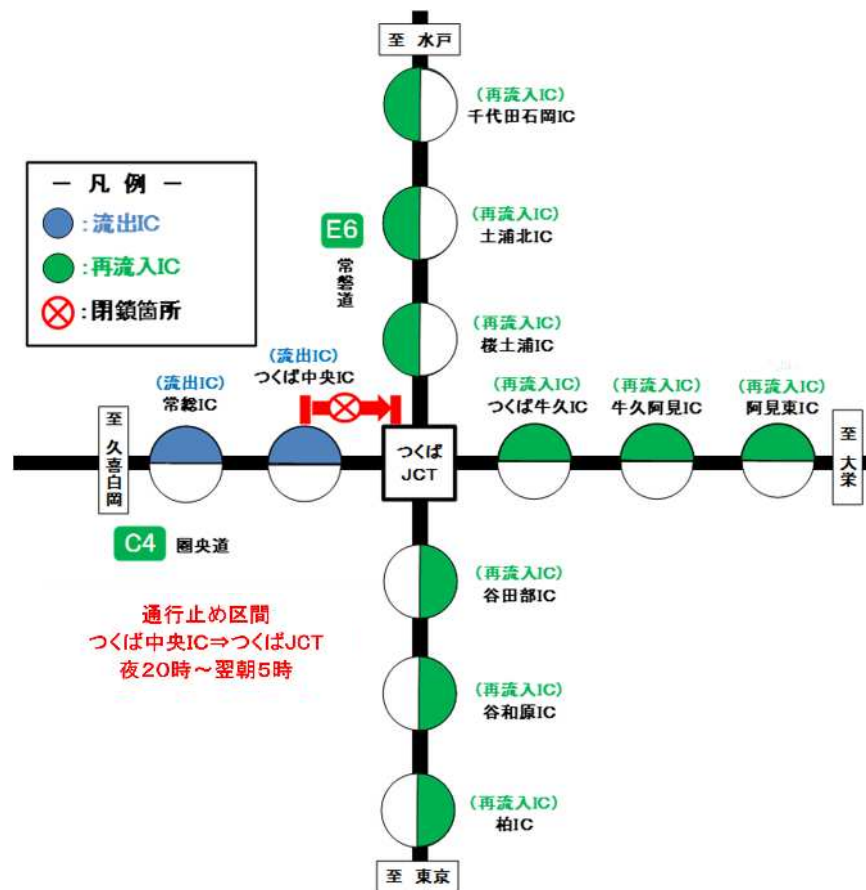 至 水戸
(再流入IC)
千代田石岡IC
― 凡 例 ―
:流出IC
:再流入IC
:閉鎖箇所
E6
常磐道
(再流入IC)
土浦北IC
(再流入IC)
桜土浦IC
(流出IC)
つくば中央IC
(流出IC)
常総IC
(再流入IC)
つくば牛久IC
(再流入IC)
牛久阿見IC
(再流入IC)
阿見東IC
至 久喜白岡
つくば
JCT
至 大栄
C4 圏央道
(再流入IC)
谷田部IC
通行止め区間
つくば中央IC⇒つくばJCT
夜20時～翌朝5時
(再流入IC)
谷和原IC
(再流入IC)
柏IC
至 東京